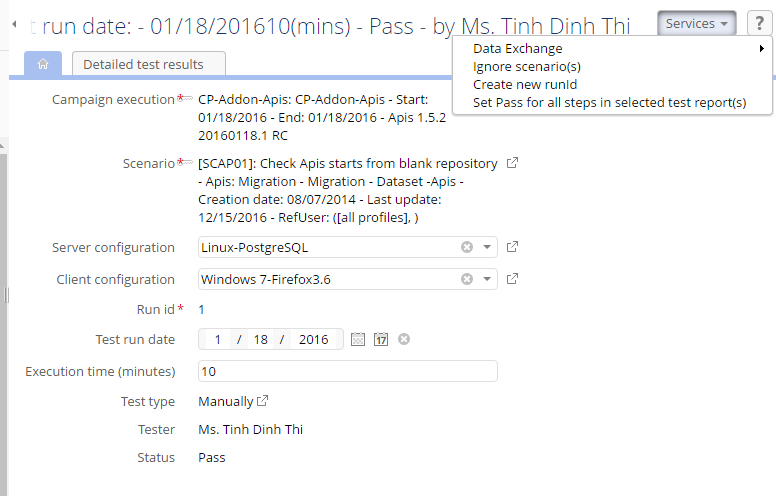 t run date: - 01/18/201610(mins) - Pass - by Ms. Tinh Dinh Thi
Services
?
Data Exchange
Ignore scenario(s)
Create new runId
Set Pass for all steps in selected test report(s)
Detailed test results
Campaign execution*
CP-Addon-Apis: CP-Addon-Apis - Start:
01/18/2016 - End: 01/18/2016 - Apis 1.5.2
20160118.1 RC
Scenario*
[SCAP01]: Check Apis starts from blank repository
- Apis: Migration - Migration - Dataset -Apis -
Creation date: 08/07/2014 - Last update:
12/15/2016 - RefUser: ([all profiles], )
Server configuration
Linux-PostgreSQL
Client configuration
Windows 7-Firefox3.6
Run id *
1
Test run date
1 / 18 / 2016
17
Execution time (minutes)
10
Test type
Manually
Tester
Ms. Tinh Dinh Thi
Status
Pass